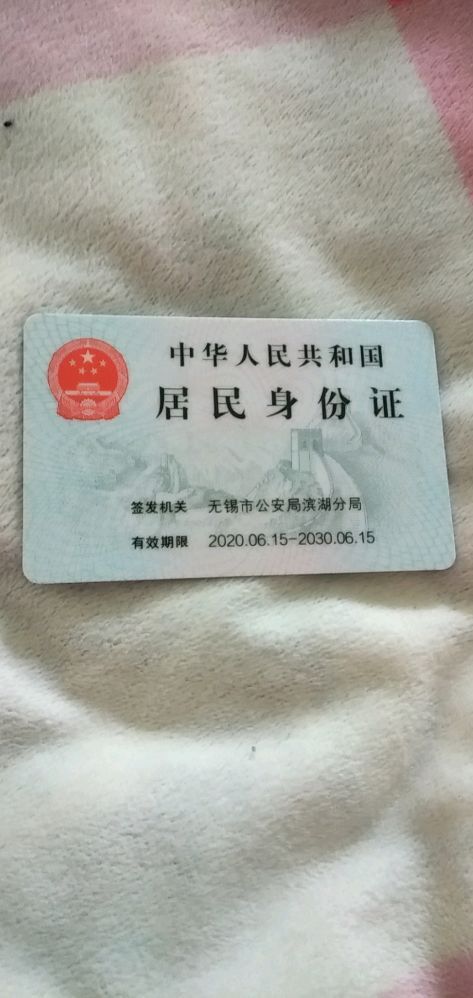 中华人民共和国
居民身份证
签发机关 无锡市公安局滨湖分局
有效期限 2020.06.15-2030.06.15